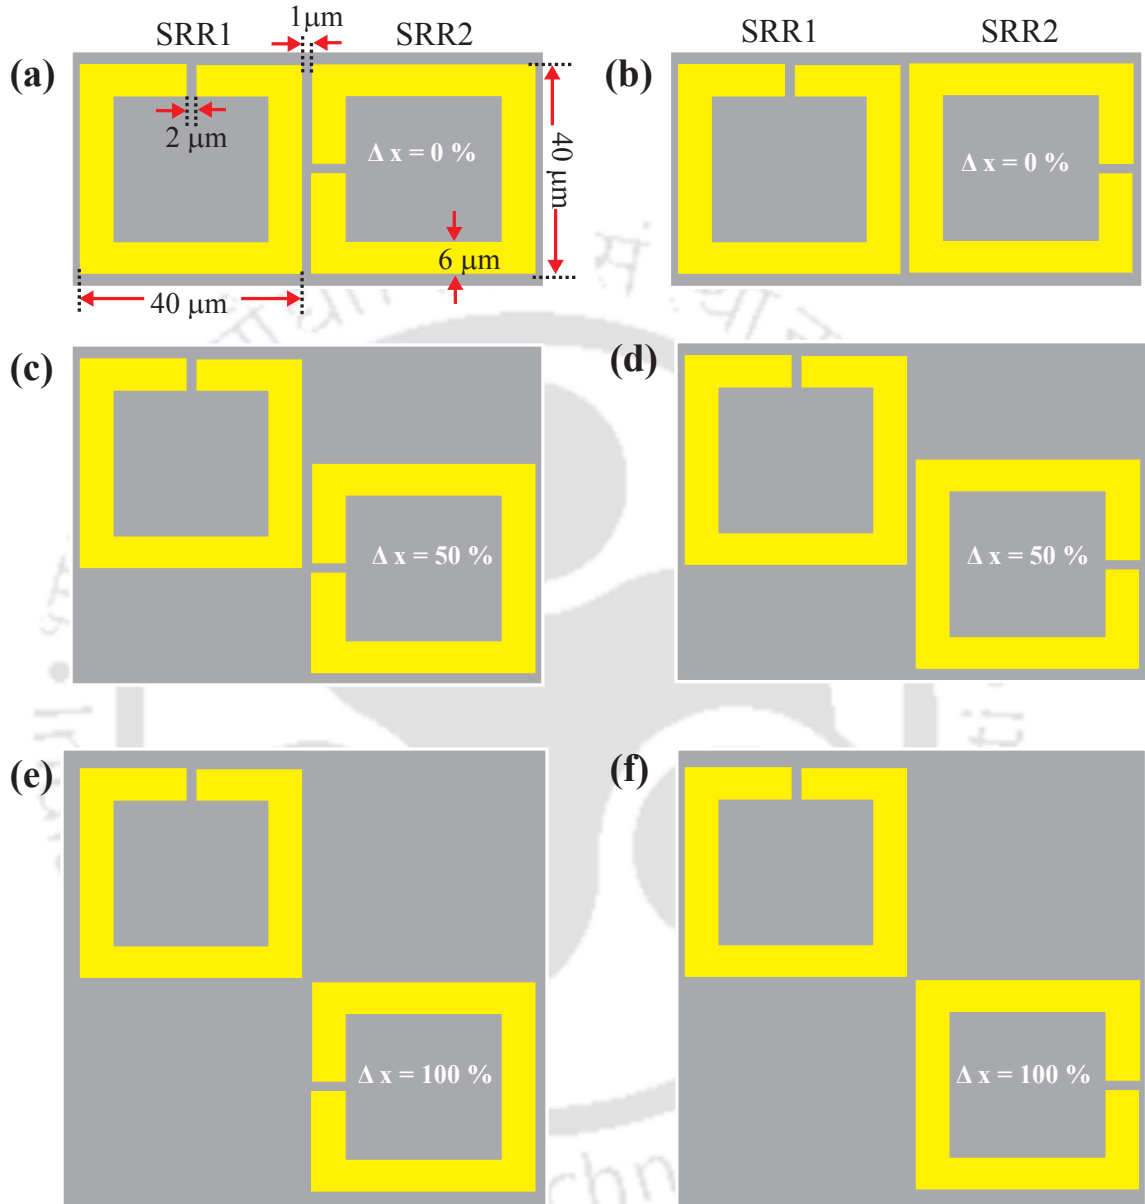 1μm
SRR1 SRR2 SRR1 SRR2
(a) (b)
2 μm
Δ x = 0 % Δ x = 0 %
40 μm
6 μm
40 μm
(c) (d)
Δ x = 50 % Δ x = 50 %
(e) (f)
Δ x = 100 % Δ x = 100 %